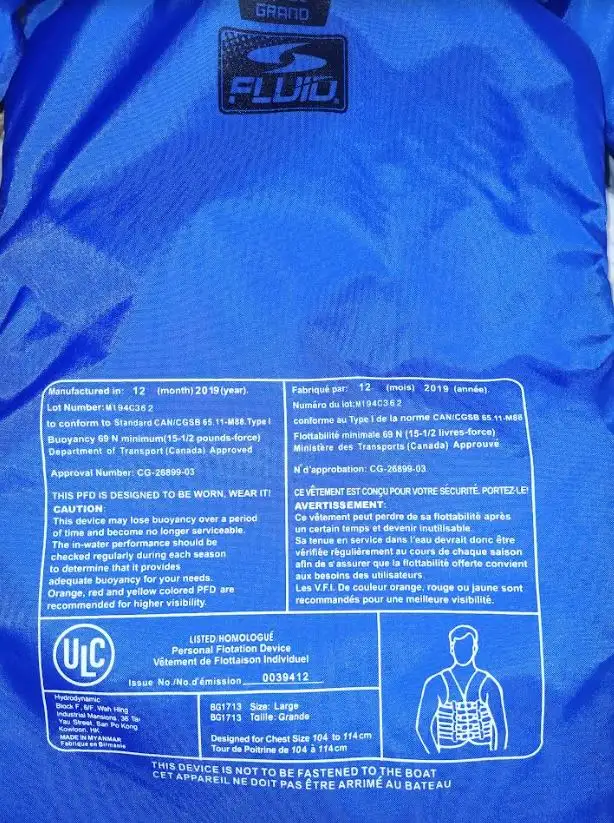 GRAND
FLUID
Manufactured in: 12 (month) 2019 (year).
Lot Number: M194C362
to conform to Standard CAN/CGSB 65.11-M88.Type I
Buoyancy 69 N minimum(15-1/2 pounds-force)
Department of Transport (Canada) Approved
Approval Number: CG-26899-03
THIS PFD IS DESIGNED TO BE WORN, WEAR IT!
CAUTION:
This device may lose buoyancy over a period
of time and become no longer serviceable.
The in-water performance should be
checked regularly during each season
to determine that it provides
adequate buoyancy for your needs.
Orange, red and yellow colored PFD are
recommended for higher visibility.
Fabriqué par: 12 (mois) 2019 (année).
Numéro du lot: M194C362
conforme au Type I de la norme CAN/CGSB 65.11-M88
Flottabilité minimale 69 N (15-1/2 livres-force)
Ministère des Transports (Canada) Approuvé
N°d'approbation: CG-26899-03
CE VÊTEMENT EST CONÇU POUR VOTRE SÉCURITÉ. PORTEZ-LE!
AVERTISSEMENT:
Ce vêtement peut perdre de sa flottabilité après
un certain temps et devenir inutilisable.
Sa tenue en service dans l'eau devrait donc être
vérifiée régulièrement au cours de chaque saison
afin de s'assurer que la flottabilité offerte convient
aux besoins des utilisateurs
Les V.F.I. De couleur orange, rouge ou jaune sont
recommandés pour une meilleure visibilité.
ULC
LISTED/HOMOLOGUÉ
Personal Flotation Device
Vêtement de Flottaison Individuel
Issue No./No.d'émission 0039412
Hydrodynamic
Block F, 6/F, Wah Hing
Industrial Mansions, 36 Tai
Yau Street, San Po Kong
Kowloon, HK.
MADE IN MYANMAR
Fabriqué en Birmanie
BG1713 Size: Large
BG1713 Taille: Grande
Designed for Chest Size 104 to 114cm
Tour de Poitrine de 104 à 114cm
THIS DEVICE IS NOT TO BE FASTENED TO THE BOAT
CET APPAREIL NE DOIT PAS ÊTRE ARRIMÉ AU BATEAU